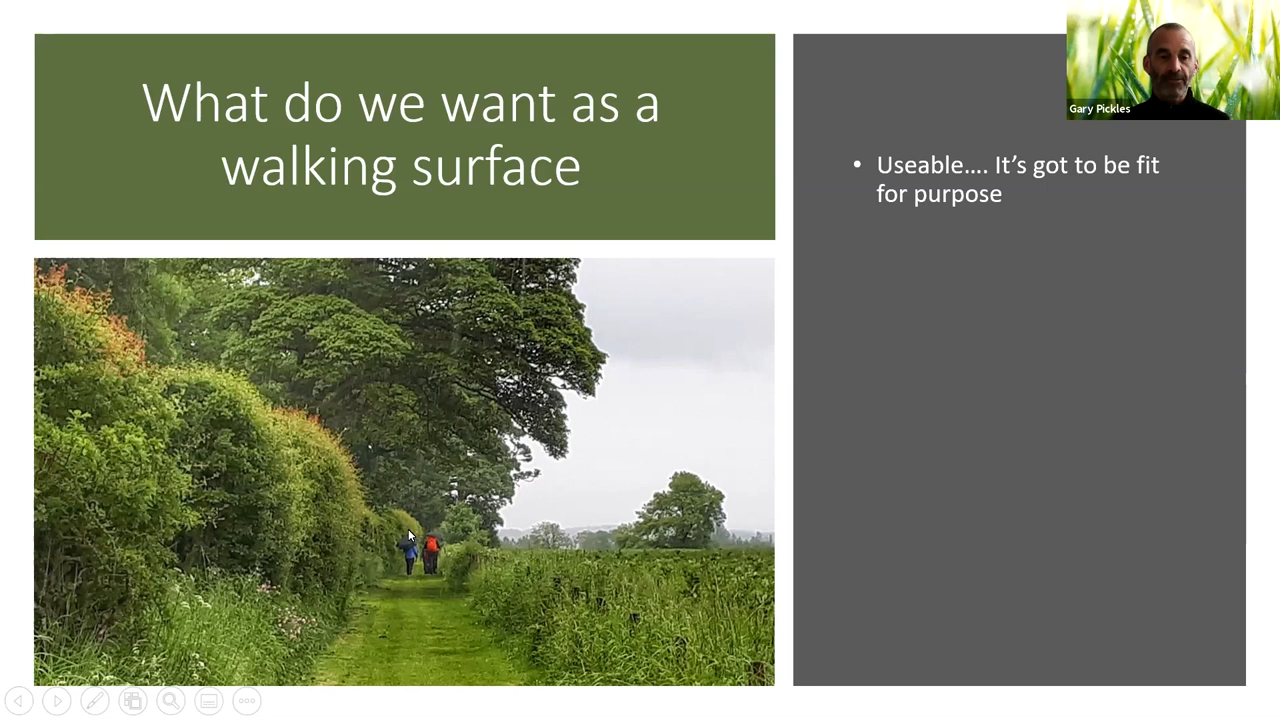 What do we want as a
walking surface
Gary Pickles
• Useable.... It's got to be fit
for purpose